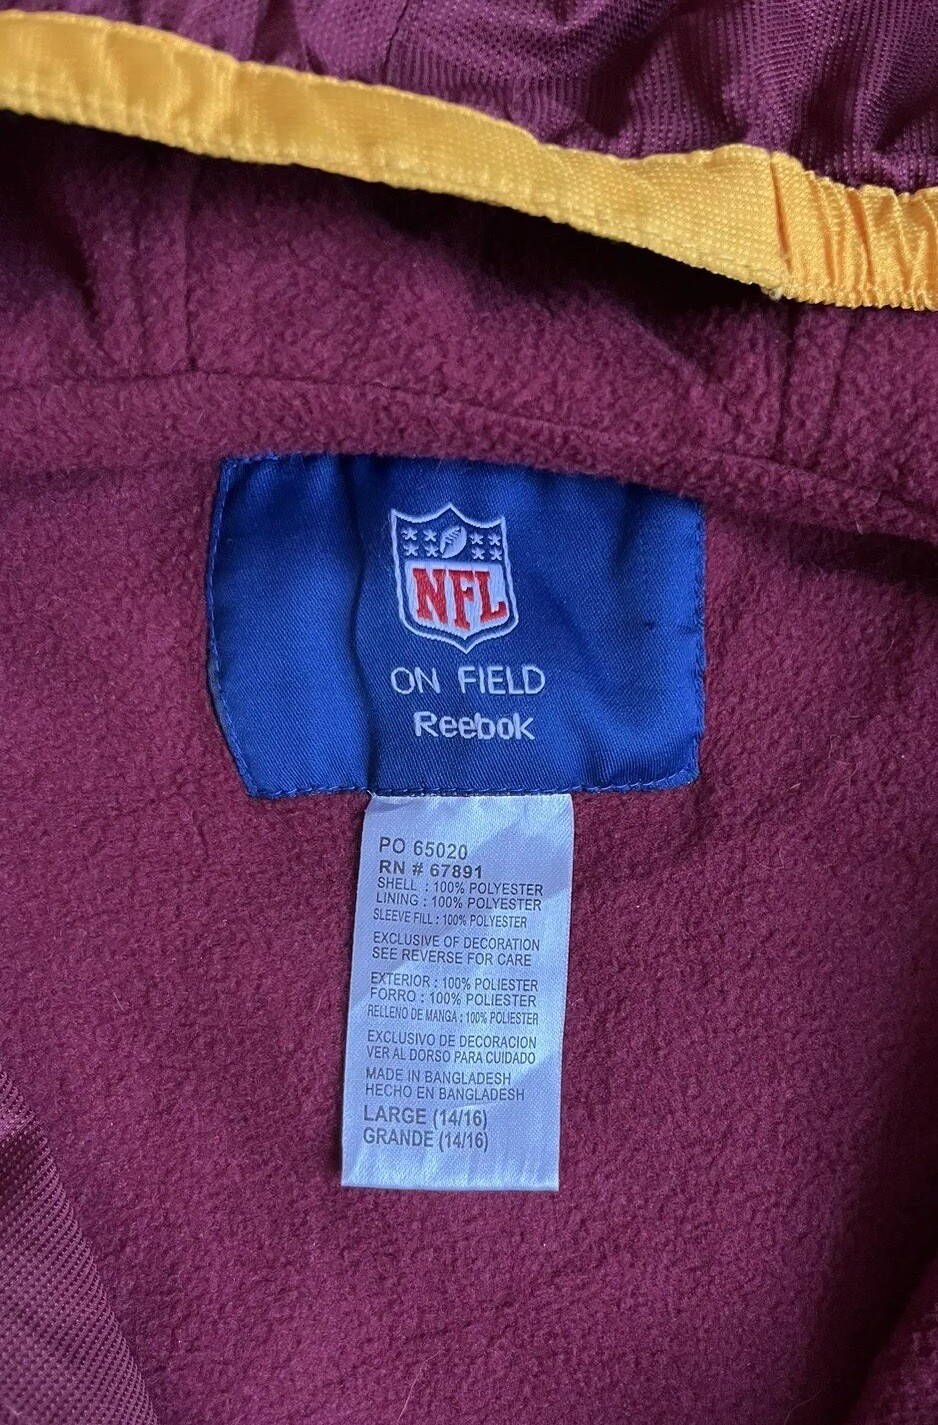 NFL
ON FIELD
Reebok
PO 65020
RN # 67891
SHELL : 100% POLYESTER
LINING : 100% POLYESTER
SLEEVE FILL : 100% POLYESTER
EXCLUSIVE OF DECORATION
SEE REVERSE FOR CARE
EXTERIOR : 100% POLIESTER
FORRO : 100% POLIESTER
RELLENO DE MANGA : 100% POLIESTER
EXCLUSIVO DE DECORACION
VER AL DORSO PARA CUIDADO
MADE IN BANGLADESH
HECHO EN BANGLADESH
LARGE (14/16)
GRANDE (14/16)